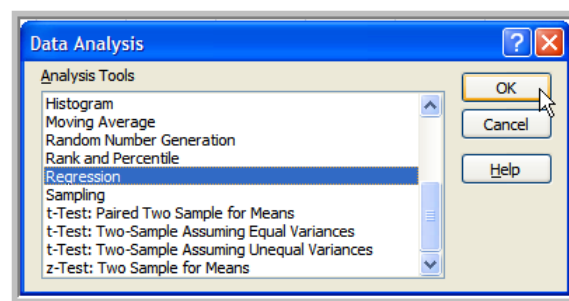 Data Analysis
?
X
Analysis Tools
Histogram
Moving Average
Random Number Generation
Rank and Percentile
Regression
Sampling
t-Test: Paired Two Sample for Means
t-Test: Two-Sample Assuming Equal Variances
t-Test: Two-Sample Assuming Unequal Variances
z-Test: Two Sample for Means
OK
Cancel
Help